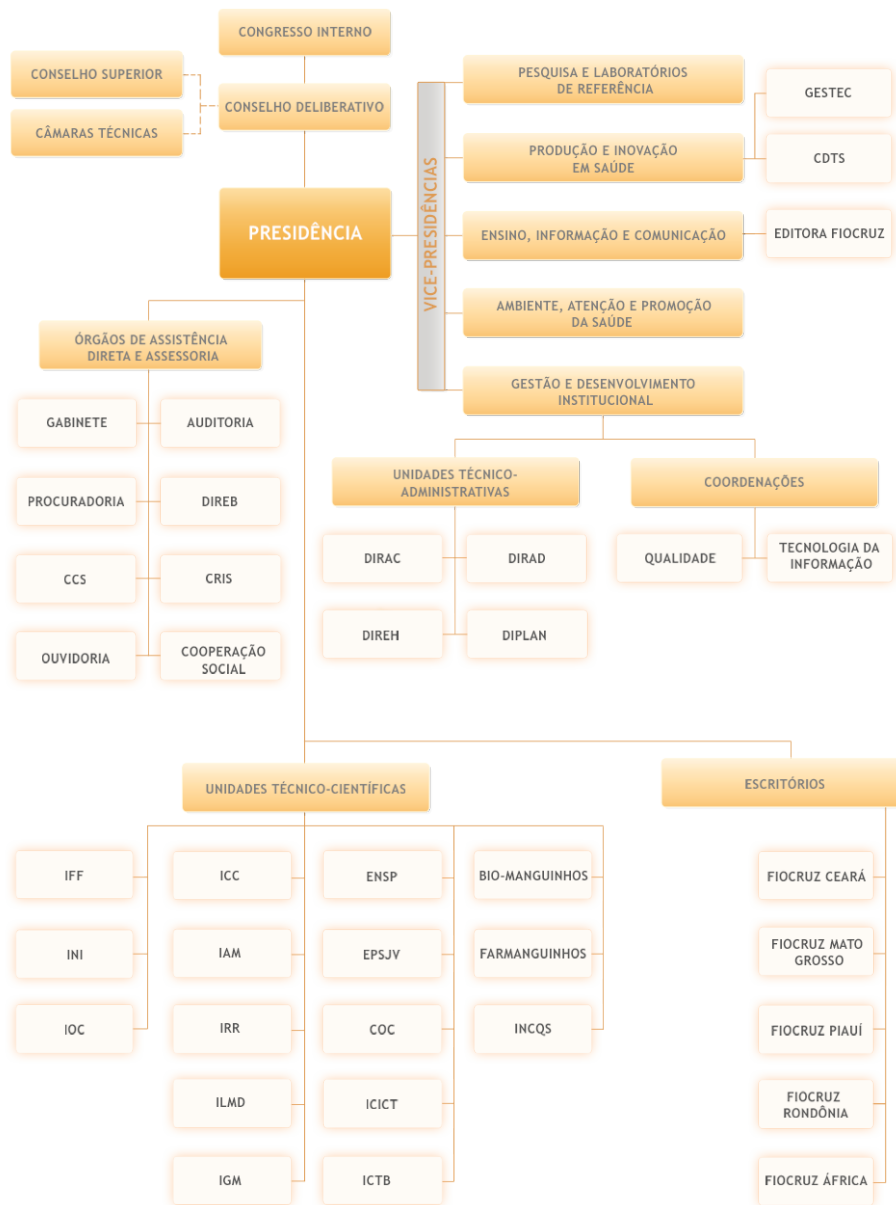 CONGRESSO INTERNO
CONSELHO SUPERIOR
CONSELHO DELIBERATIVO
CÂMARAS TÉCNICAS
PRESIDÊNCIA
VICE-PRESIDÊNCIAS
PESQUISA E LABORATÓRIOS
DE REFERÊNCIA
GESTEC
PRODUÇÃO E INOVAÇÃO
EM SAÚDE
CDTS
ENSINO, INFORMAÇÃO E COMUNICAÇÃO
EDITORA FIOCRUZ
AMBIENTE, ATENÇÃO E PROMOÇÃO
DA SAÚDE
GESTÃO E DESENVOLVIMENTO
INSTITUCIONAL
ÓRGÃOS DE ASSISTÊNCIA
DIRETA E ASSESSORIA
GABINETE
AUDITORIA
PROCURADORIA
DIREB
CCS
CRIS
OUVIDORIA
COOPERAÇÃO
SOCIAL
UNIDADES TÉCNICO-
ADMINISTRATIVAS
DIRAC
DIRAD
DIREH
DIPLAN
COORDENAÇÕES
QUALIDADE
TECNOLOGIA DA
INFORMAÇÃO
UNIDADES TÉCNICO-CIENTÍFICAS
IFF
INI
IOC
ICC
IAM
IRR
ILMD
IGM
ENSP
EPSJV
COC
ICICT
ICTB
BIO-MANGUINHOS
FARMANGUINHOS
INCQS
ESCRITÓRIOS
FIOCRUZ CEARÁ
FIOCRUZ MATO
GROSSO
FIOCRUZ PIAUÍ
FIOCRUZ
RONDÔNIA
FIOCRUZ ÁFRICA